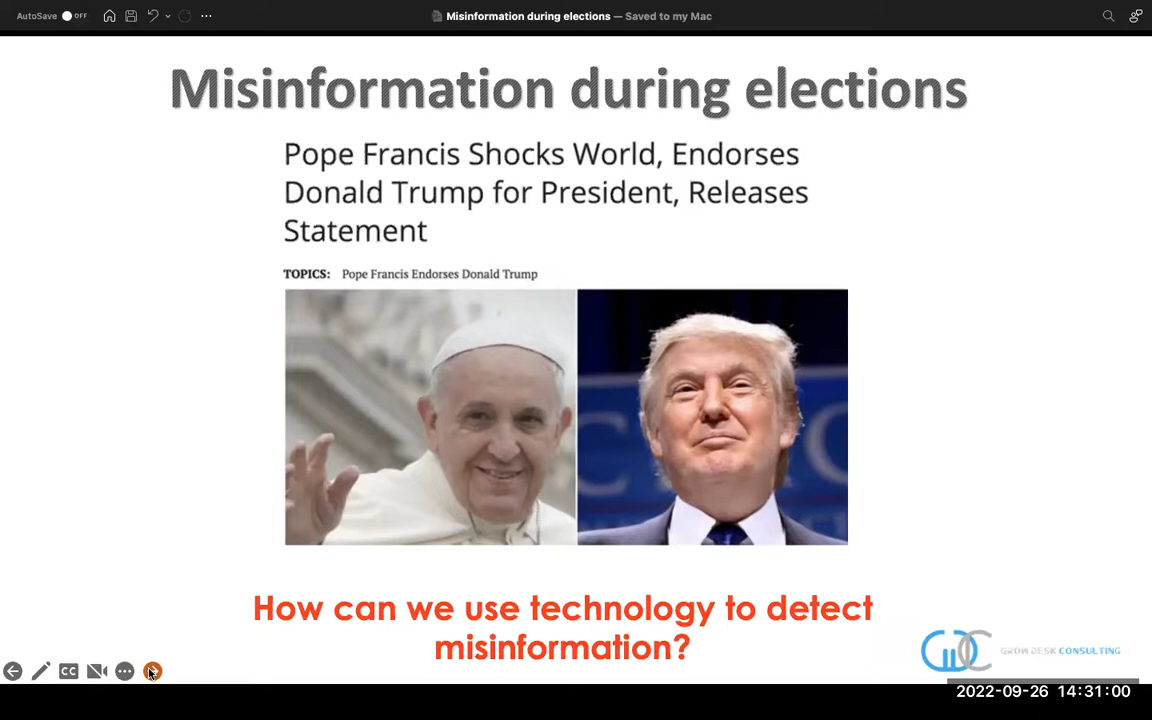 AutoSave OFF
Misinformation during elections — Saved to my Mac
Misinformation during elections
Pope Francis Shocks World, Endorses
Donald Trump for President, Releases
Statement
TOPICS: Pope Francis Endorses Donald Trump
How can we use technology to detect
misinformation?
GROW DESK CONSULTING
CC
2022-09-26 14:31:00